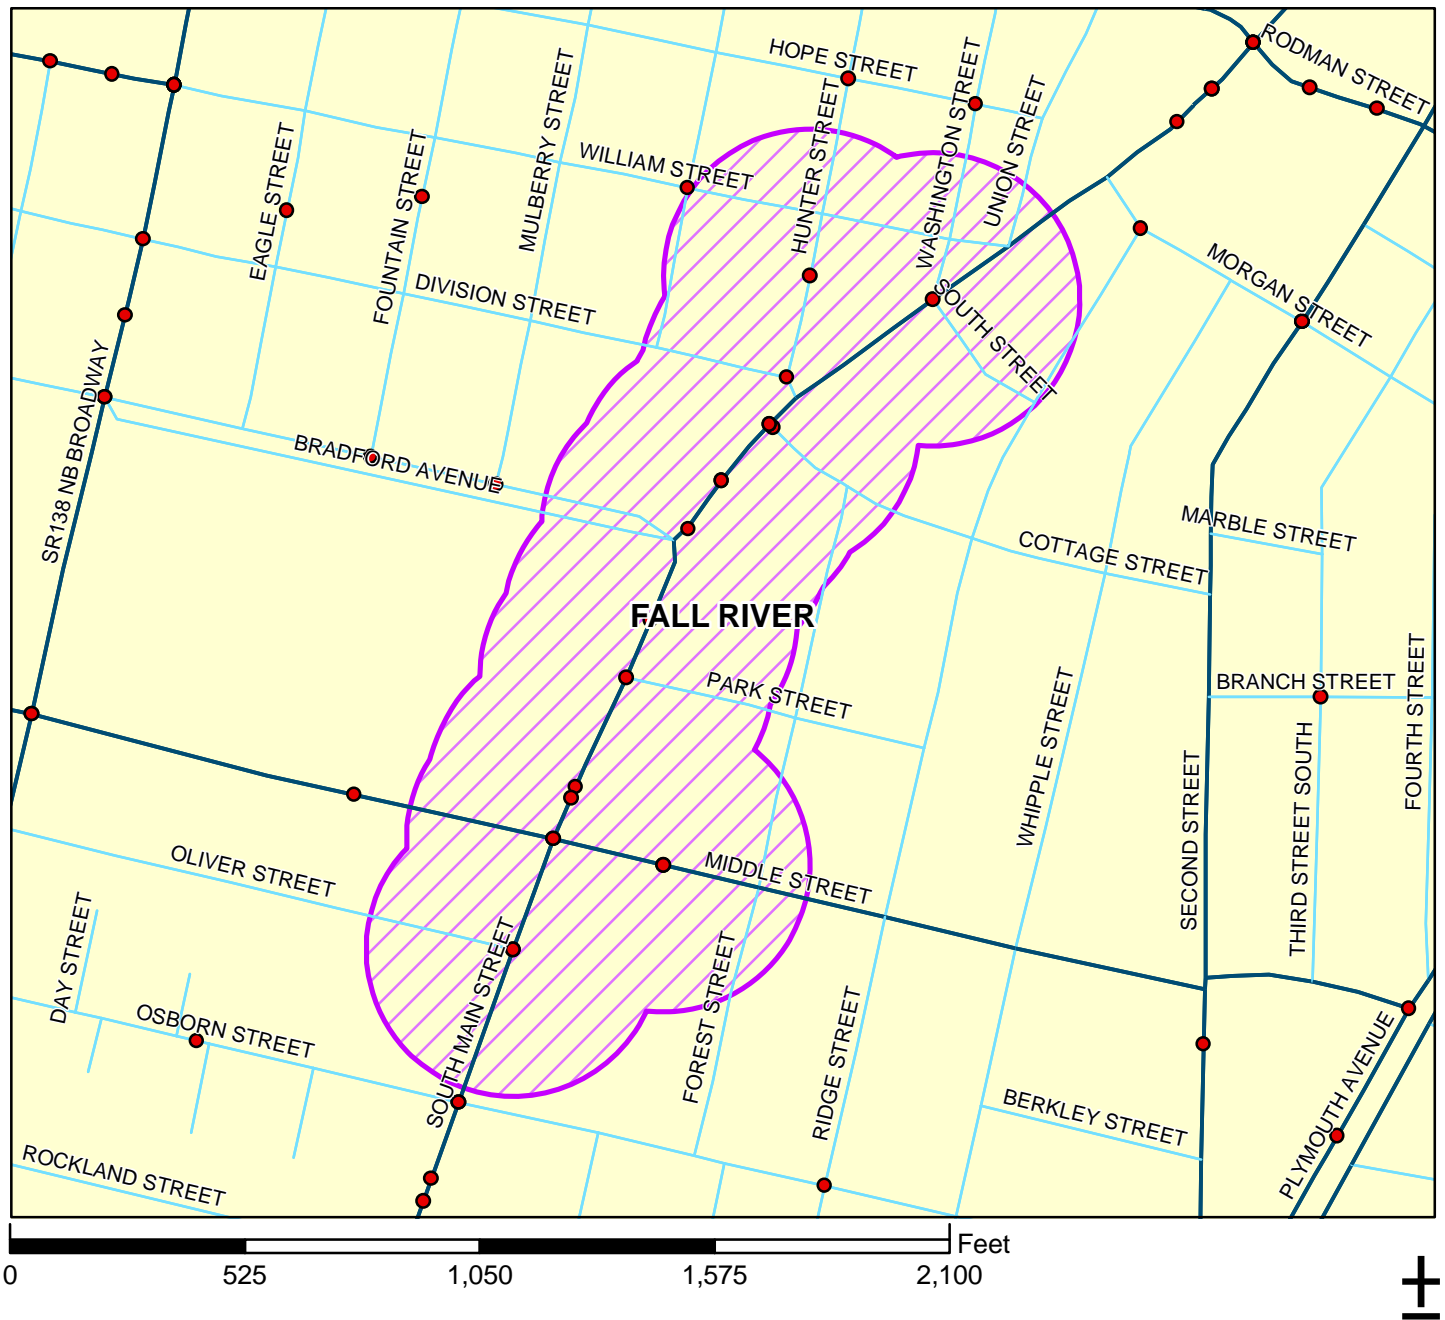 HOPE STREET
RODMAN STREET
WILLIAM STREET
MULBERRY STREET
HUNTER STREET
WASHINGTON STREET
UNION STREET
EAGLE STREET
FOUNTAIN STREET
DIVISION STREET
SOUTH STREET
MORGAN STREET
SR138 NB BROADWAY
BRADFORD AVENUE
MARBLE STREET
COTTAGE STREET
FALL RIVER
PARK STREET
BRANCH STREET
FOURTH STREET
WHIPPLE STREET
SECOND STREET
THIRD STREET SOUTH
OLIVER STREET
MIDDLE STREET
DAY STREET
OSBORN STREET
SOUTH MAIN STREET
FOREST STREET
RIDGE STREET
BERKLEY STREET
PLYMOUTH AVENUE
ROCKLAND STREET
Feet
0 525 1,050 1,575 2,100